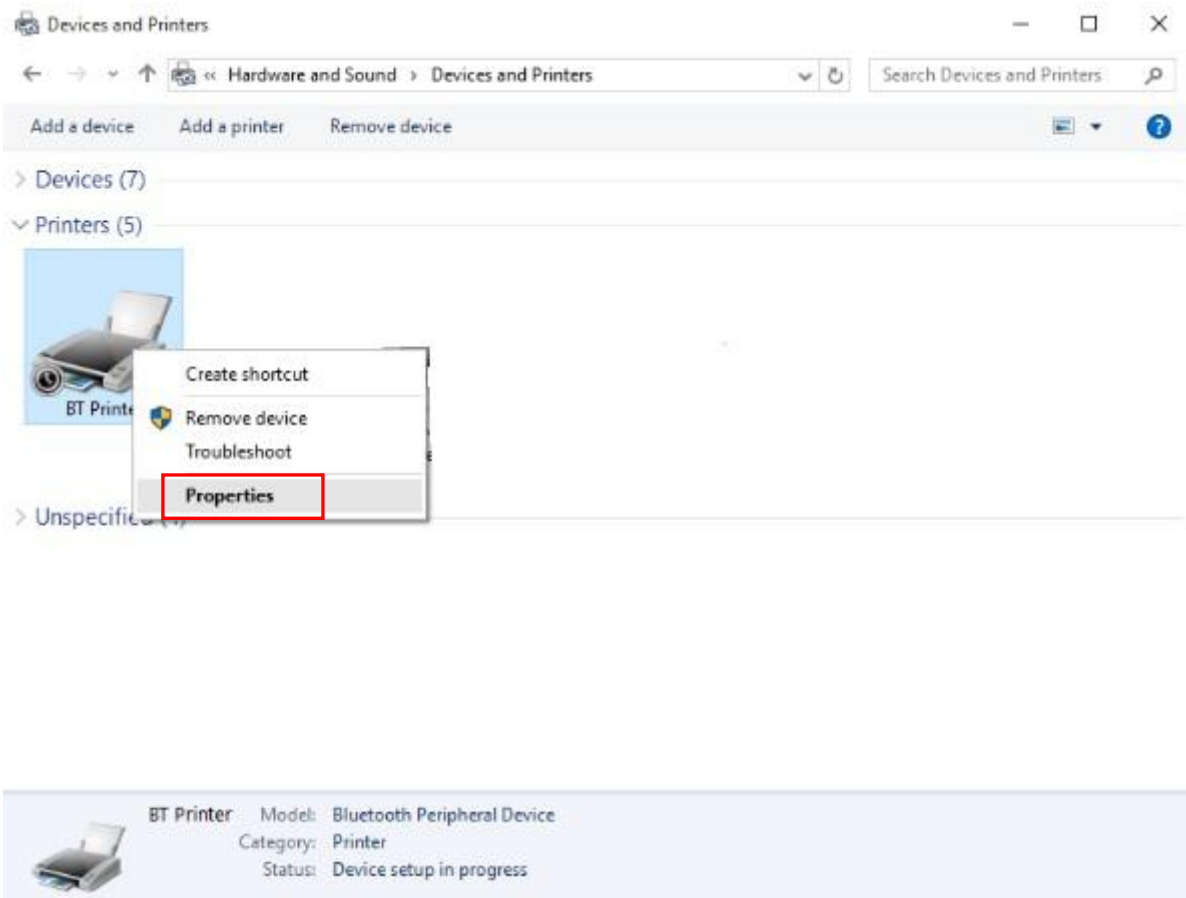 Devices and Printers
« Hardware and Sound › Devices and Printers
Search Devices and Printers
Add a device Add a printer Remove device
Devices (7)
Printers (5)
BT Printe
Create shortcut
Remove device
Troubleshoot
Properties
Unspecifie
BT Printer Model: Bluetooth Peripheral Device
Category: Printer
Status: Device setup in progress